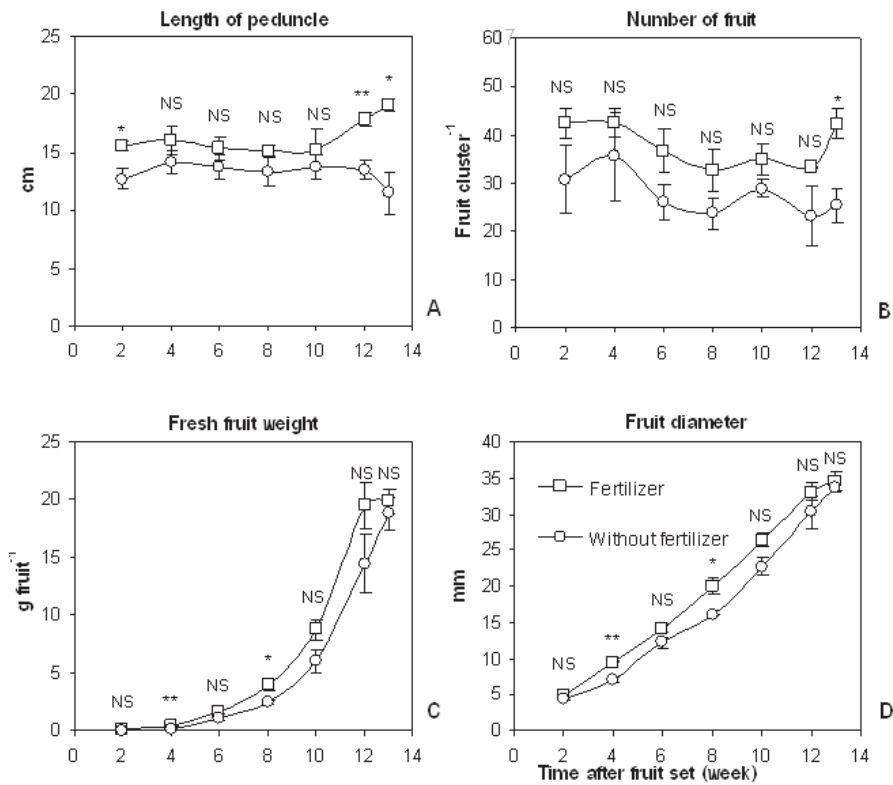 Length of peduncle
25
20
15
10
5
0
cm
* NS NS NS NS ** *
0 2 4 6 8 10 12 14
A
Number of fruit
60
50
40
30
20
10
0
7
Fruit cluster-1
NS NS NS NS NS NS *
0 2 4 6 8 10 12 14
B
Fresh fruit weight
25
20
15
10
5
0
g fruit-1
NS ** NS * NS NS NS
0 2 4 6 8 10 12 14
C
Fruit diameter
40
35
30
25
20
15
10
5
0
mm
Fertilizer
Without fertilizer
NS ** NS * NS NS NS
0 2 4 6 8 10 12 14
D
Time after fruit set (week)